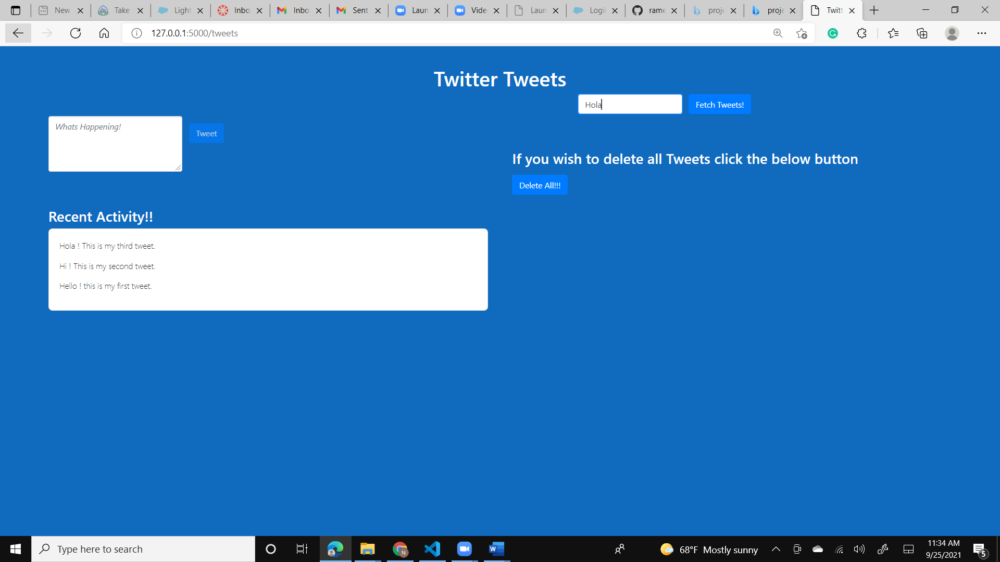 New
Take
Light
Inbo
Inbo
Sent
Laun
Vide
Laun
Login
rame
proje
proje
Twitt
127.0.0.1:5000/tweets
Twitter Tweets
Hola
Fetch Tweets!
Whats Happening!
Tweet
If you wish to delete all Tweets click the below button
Delete All!!!
Recent Activity!!
Hola ! This is my third tweet.
Hi ! This is my second tweet.
Hello ! this is my first tweet.
Type here to search
N
68°F Mostly sunny
11:34 AM
9/25/2021
5